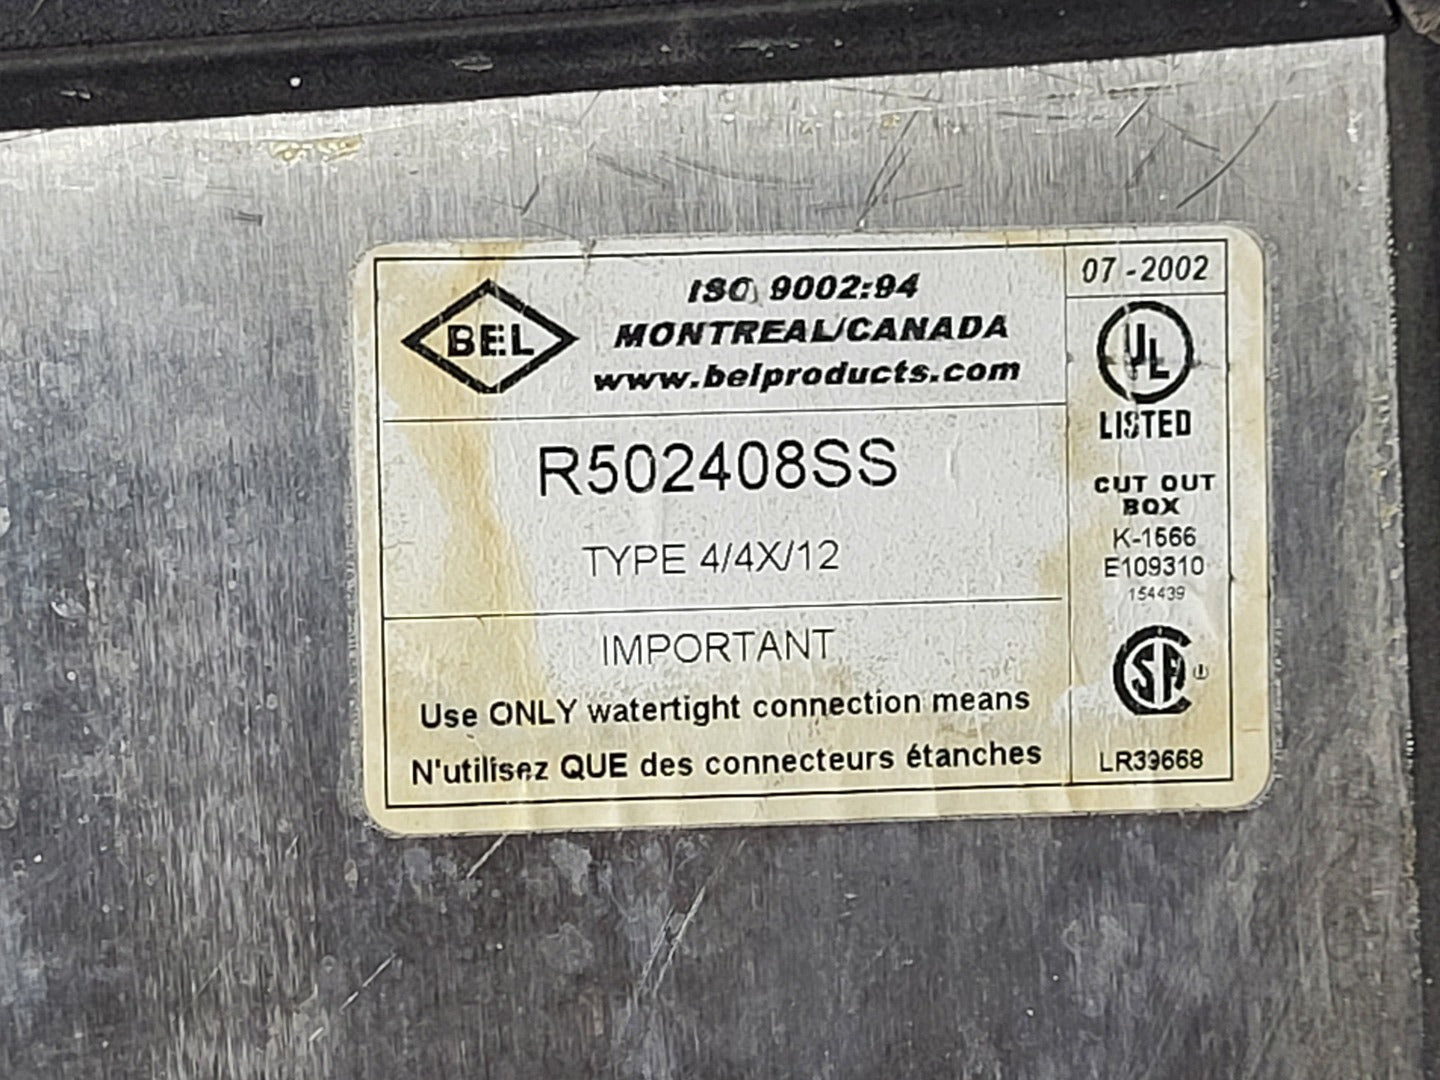 BEL
ISO 9002:94
MONTREAL/CANADA
www.belproducts.com
R502408SS
TYPE 4/4X/12
IMPORTANT
Use ONLY watertight connection means
N'utilisez QUE des connecteurs étanches
07 - 2002
UL
LISTED
CUT OUT
BOX
K-1566
E109310
154439
SA
LR39668